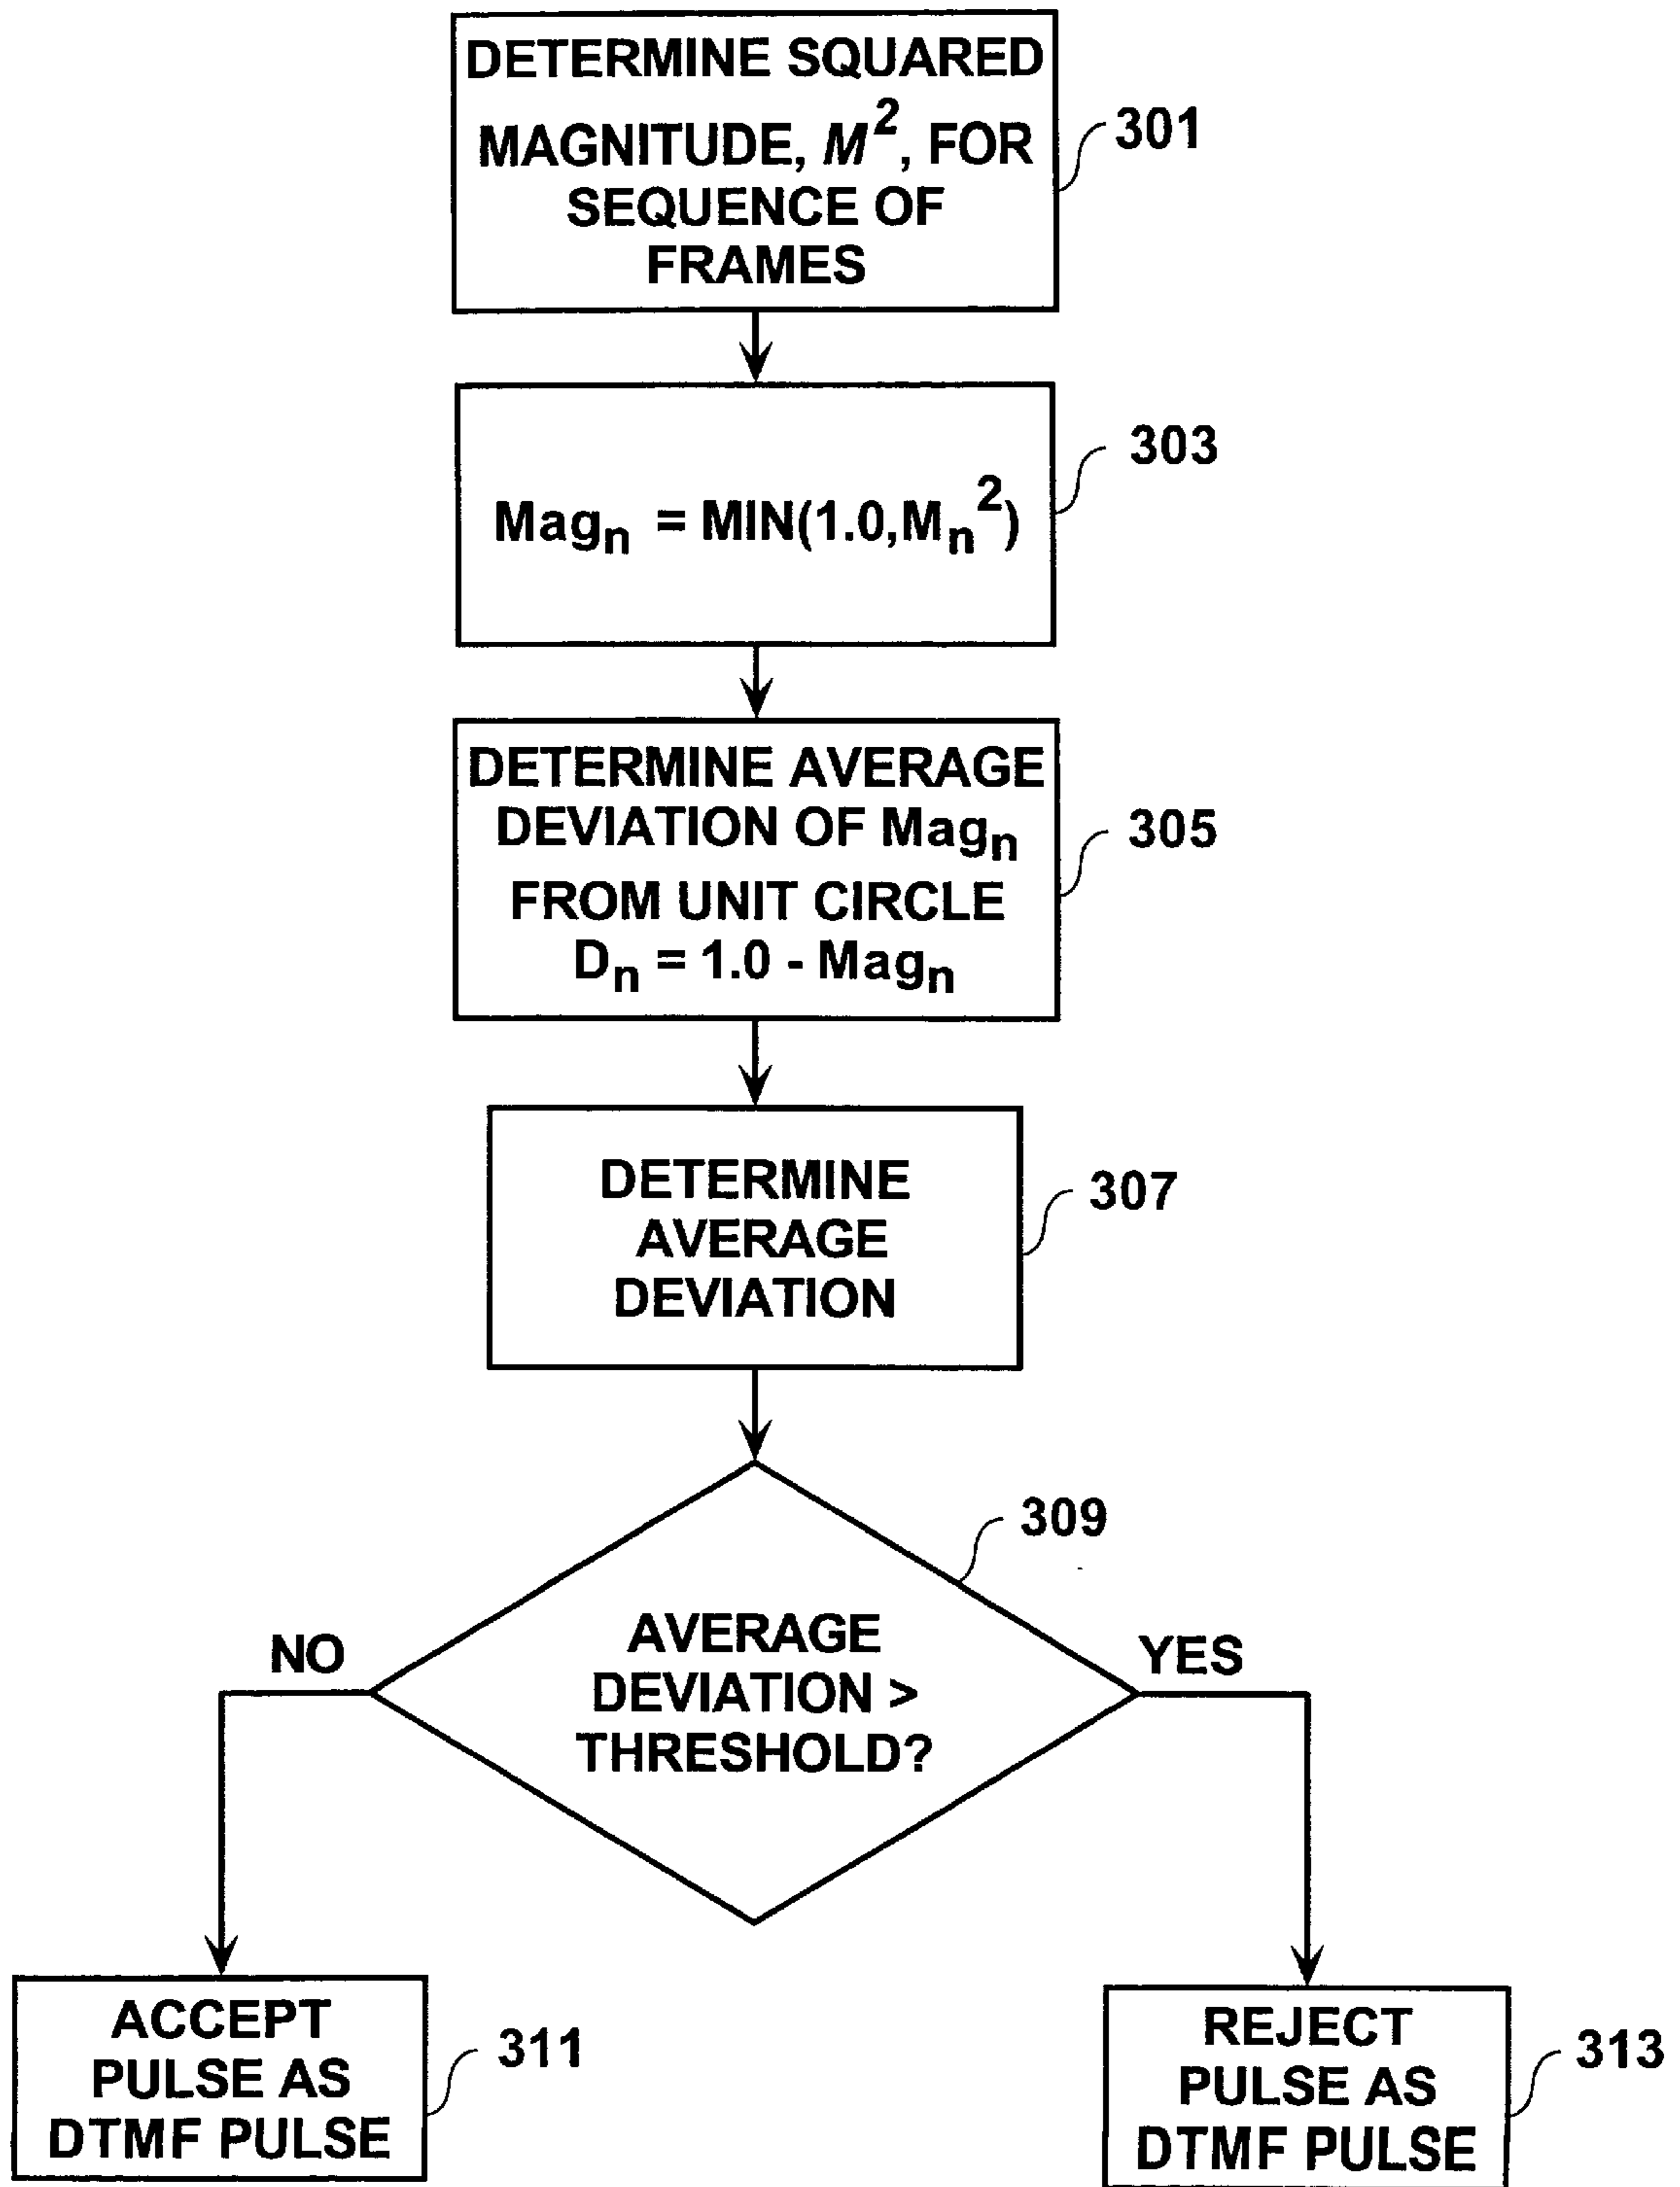 DETERMINE SQUARED
MAGNITUDE, M², FOR
SEQUENCE OF
FRAMES
301
303
Magₙ = MIN(1.0,Mₙ²)
DETERMINE AVERAGE
DEVIATION OF Magₙ
FROM UNIT CIRCLE
Dₙ = 1.0 - Magₙ
305
DETERMINE
AVERAGE
DEVIATION
307
309
AVERAGE
DEVIATION >
THRESHOLD?
NO
YES
ACCEPT
PULSE AS
DTMF PULSE
311
REJECT
PULSE AS
DTMF PULSE
313